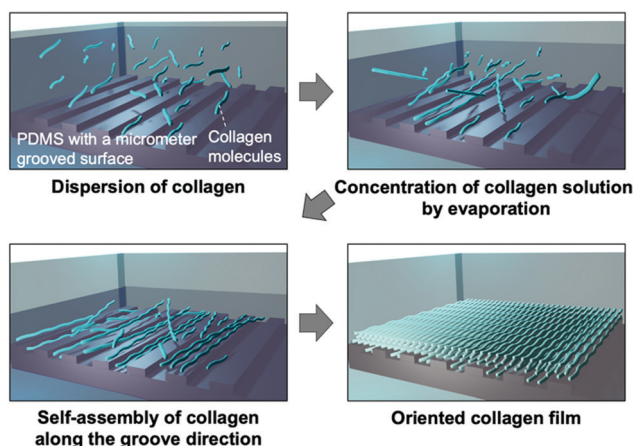 PDMS with a micrometer
grooved surface
Collagen
molecules
Dispersion of collagen
Concentration of collagen solution
by evaporation
Self-assembly of collagen
along the groove direction
Oriented collagen film